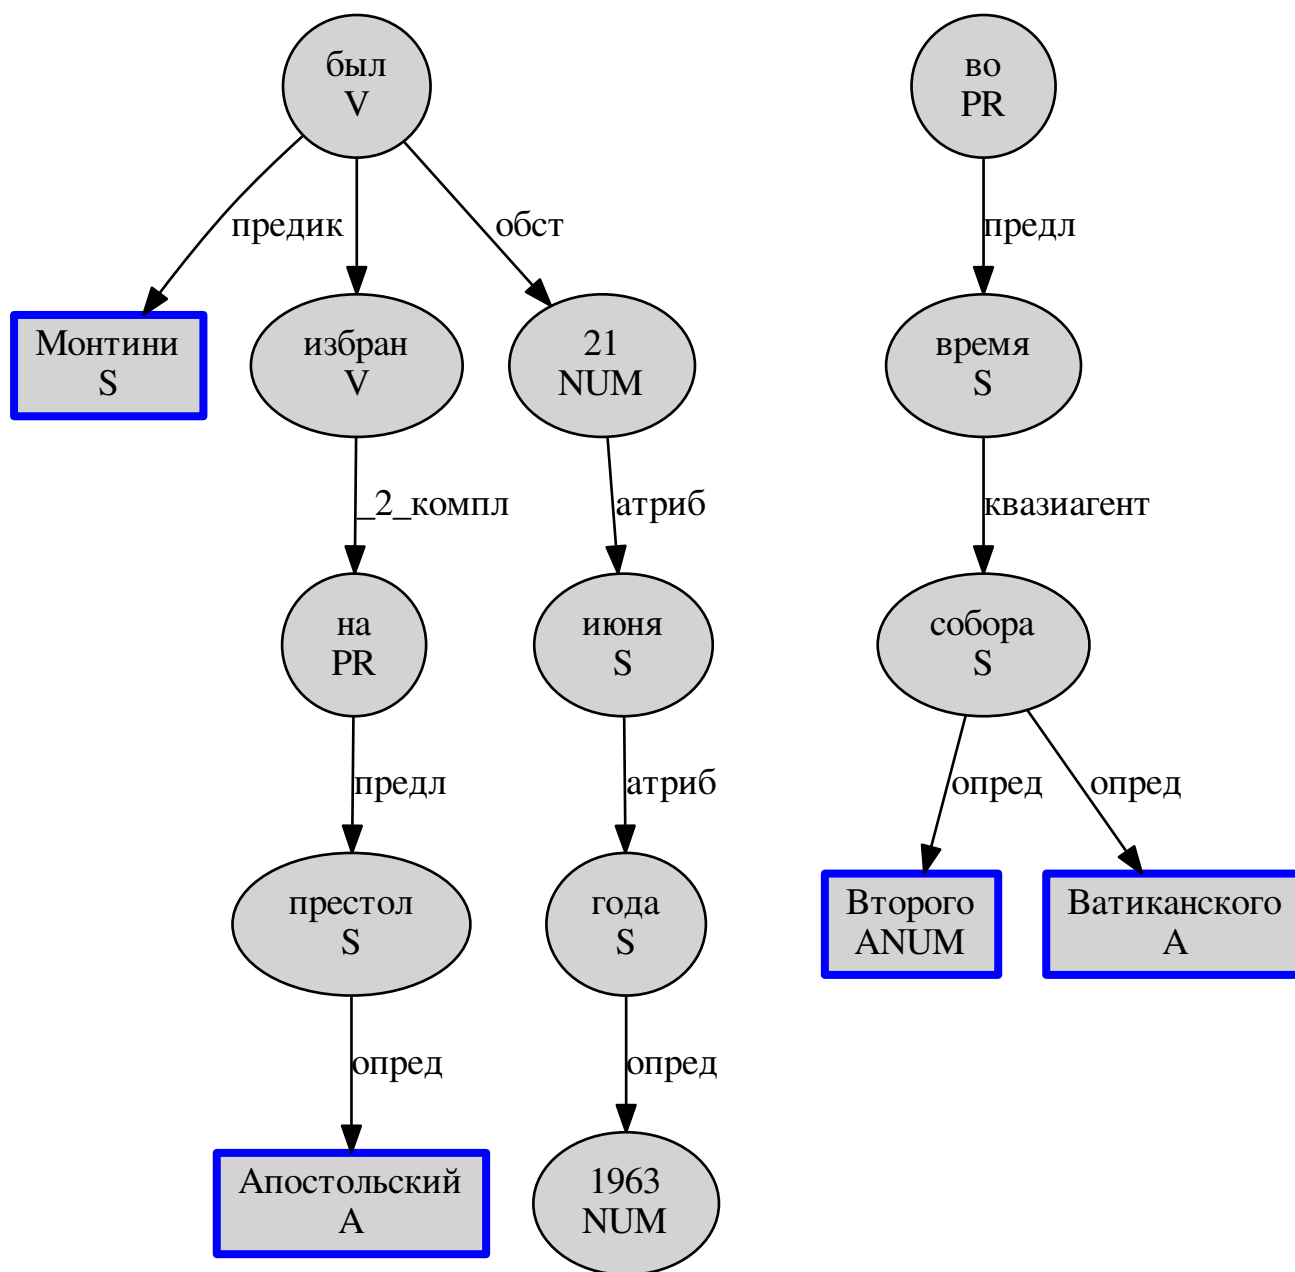 был
V
во
PR
предик
обст
предл
Монтини
S
избран
V
21
NUM
время
S
_2_компл
атриб
квазиагент
на
PR
июня
S
собора
S
предл
атриб
опред
опред
престол
S
года
S
Второго
ANUM
Ватиканского
A
опред
опред
Апостольский
A
1963
NUM